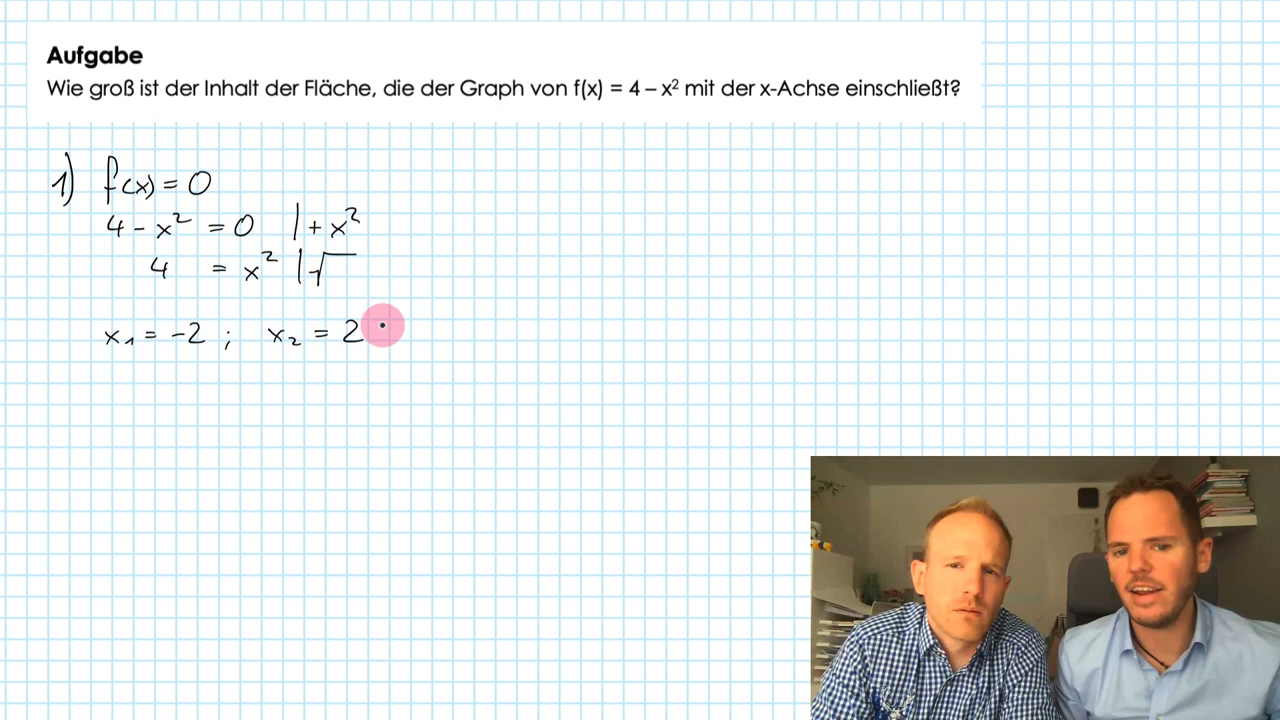 Aufgabe
Wie groß ist der Inhalt der Fläche, die der Graph von f(x) = 4 – x² mit der x-Achse einschließt?
1) f(x) = 0
4 - x² = 0 | + x²
4 = x² | √
x₁ = -2 ; x₂ = 2